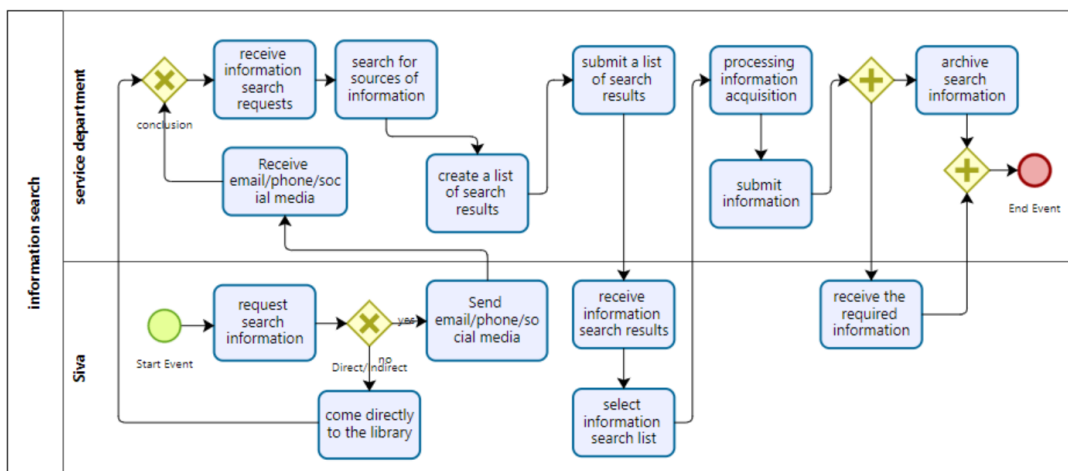 information search
service department
conclusion
receive
information
search
requests
search for
sources of
information
Receive
email/phone/soc
ial media
create a list
of search
results
submit a list
of search
results
processing
information
acquisition
submit
information
archive
search
information
End Event
Siva
Start Event
request
search
information
Direct/Indirect
yes
no
Send
email/phone/so
cial media
come directly
to the library
receive
information
search results
select
information
search list
receive the
required
information